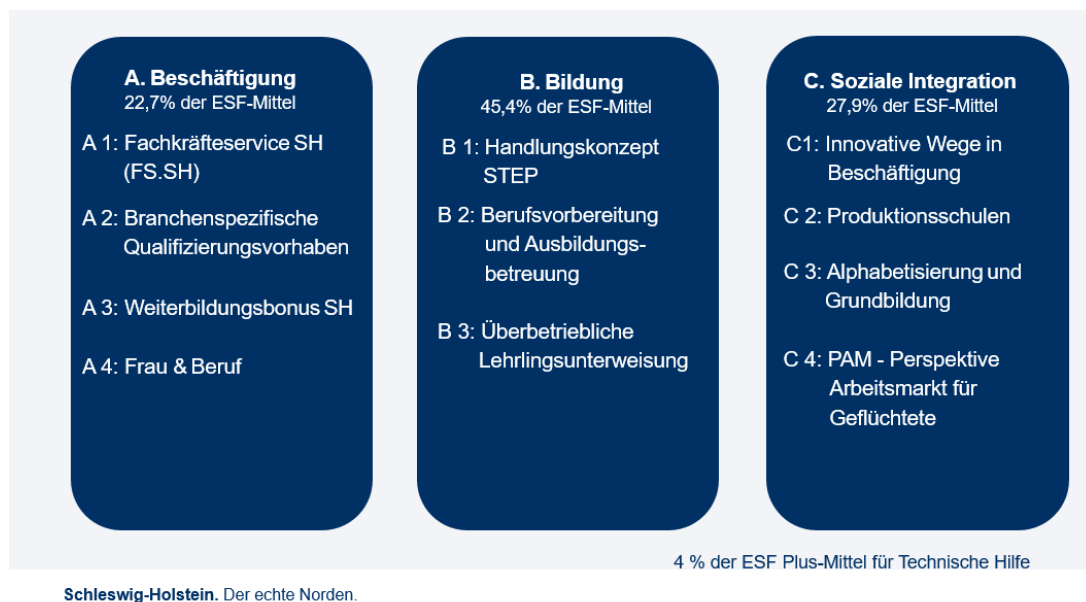 A. Beschäftigung
22,7% der ESF-Mittel
A 1: Fachkräfteservice SH
(FS.SH)
A 2: Branchenspezifische
Qualifizierungsvorhaben
A 3: Weiterbildungsbonus SH
A 4: Frau & Beruf
B. Bildung
45,4% der ESF-Mittel
B 1: Handlungskonzept
STEP
B 2: Berufsvorbereitung
und Ausbildungs-
betreuung
B 3: Überbetriebliche
Lehrlingsunterweisung
C. Soziale Integration
27,9% der ESF-Mittel
C1: Innovative Wege in
Beschäftigung
C 2: Produktionsschulen
C 3: Alphabetisierung und
Grundbildung
C 4: PAM - Perspektive
Arbeitsmarkt für
Geflüchtete
4 % der ESF Plus-Mittel für Technische Hilfe
Schleswig-Holstein. Der echte Norden.